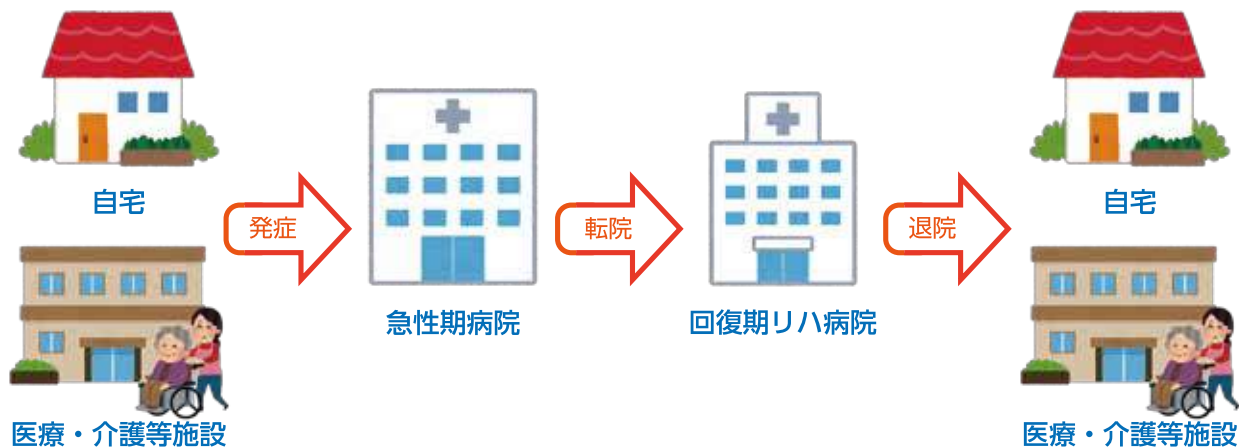 自宅
医療・介護等施設
発症
急性期病院
転院
回復期リハ病院
退院
自宅
医療・介護等施設